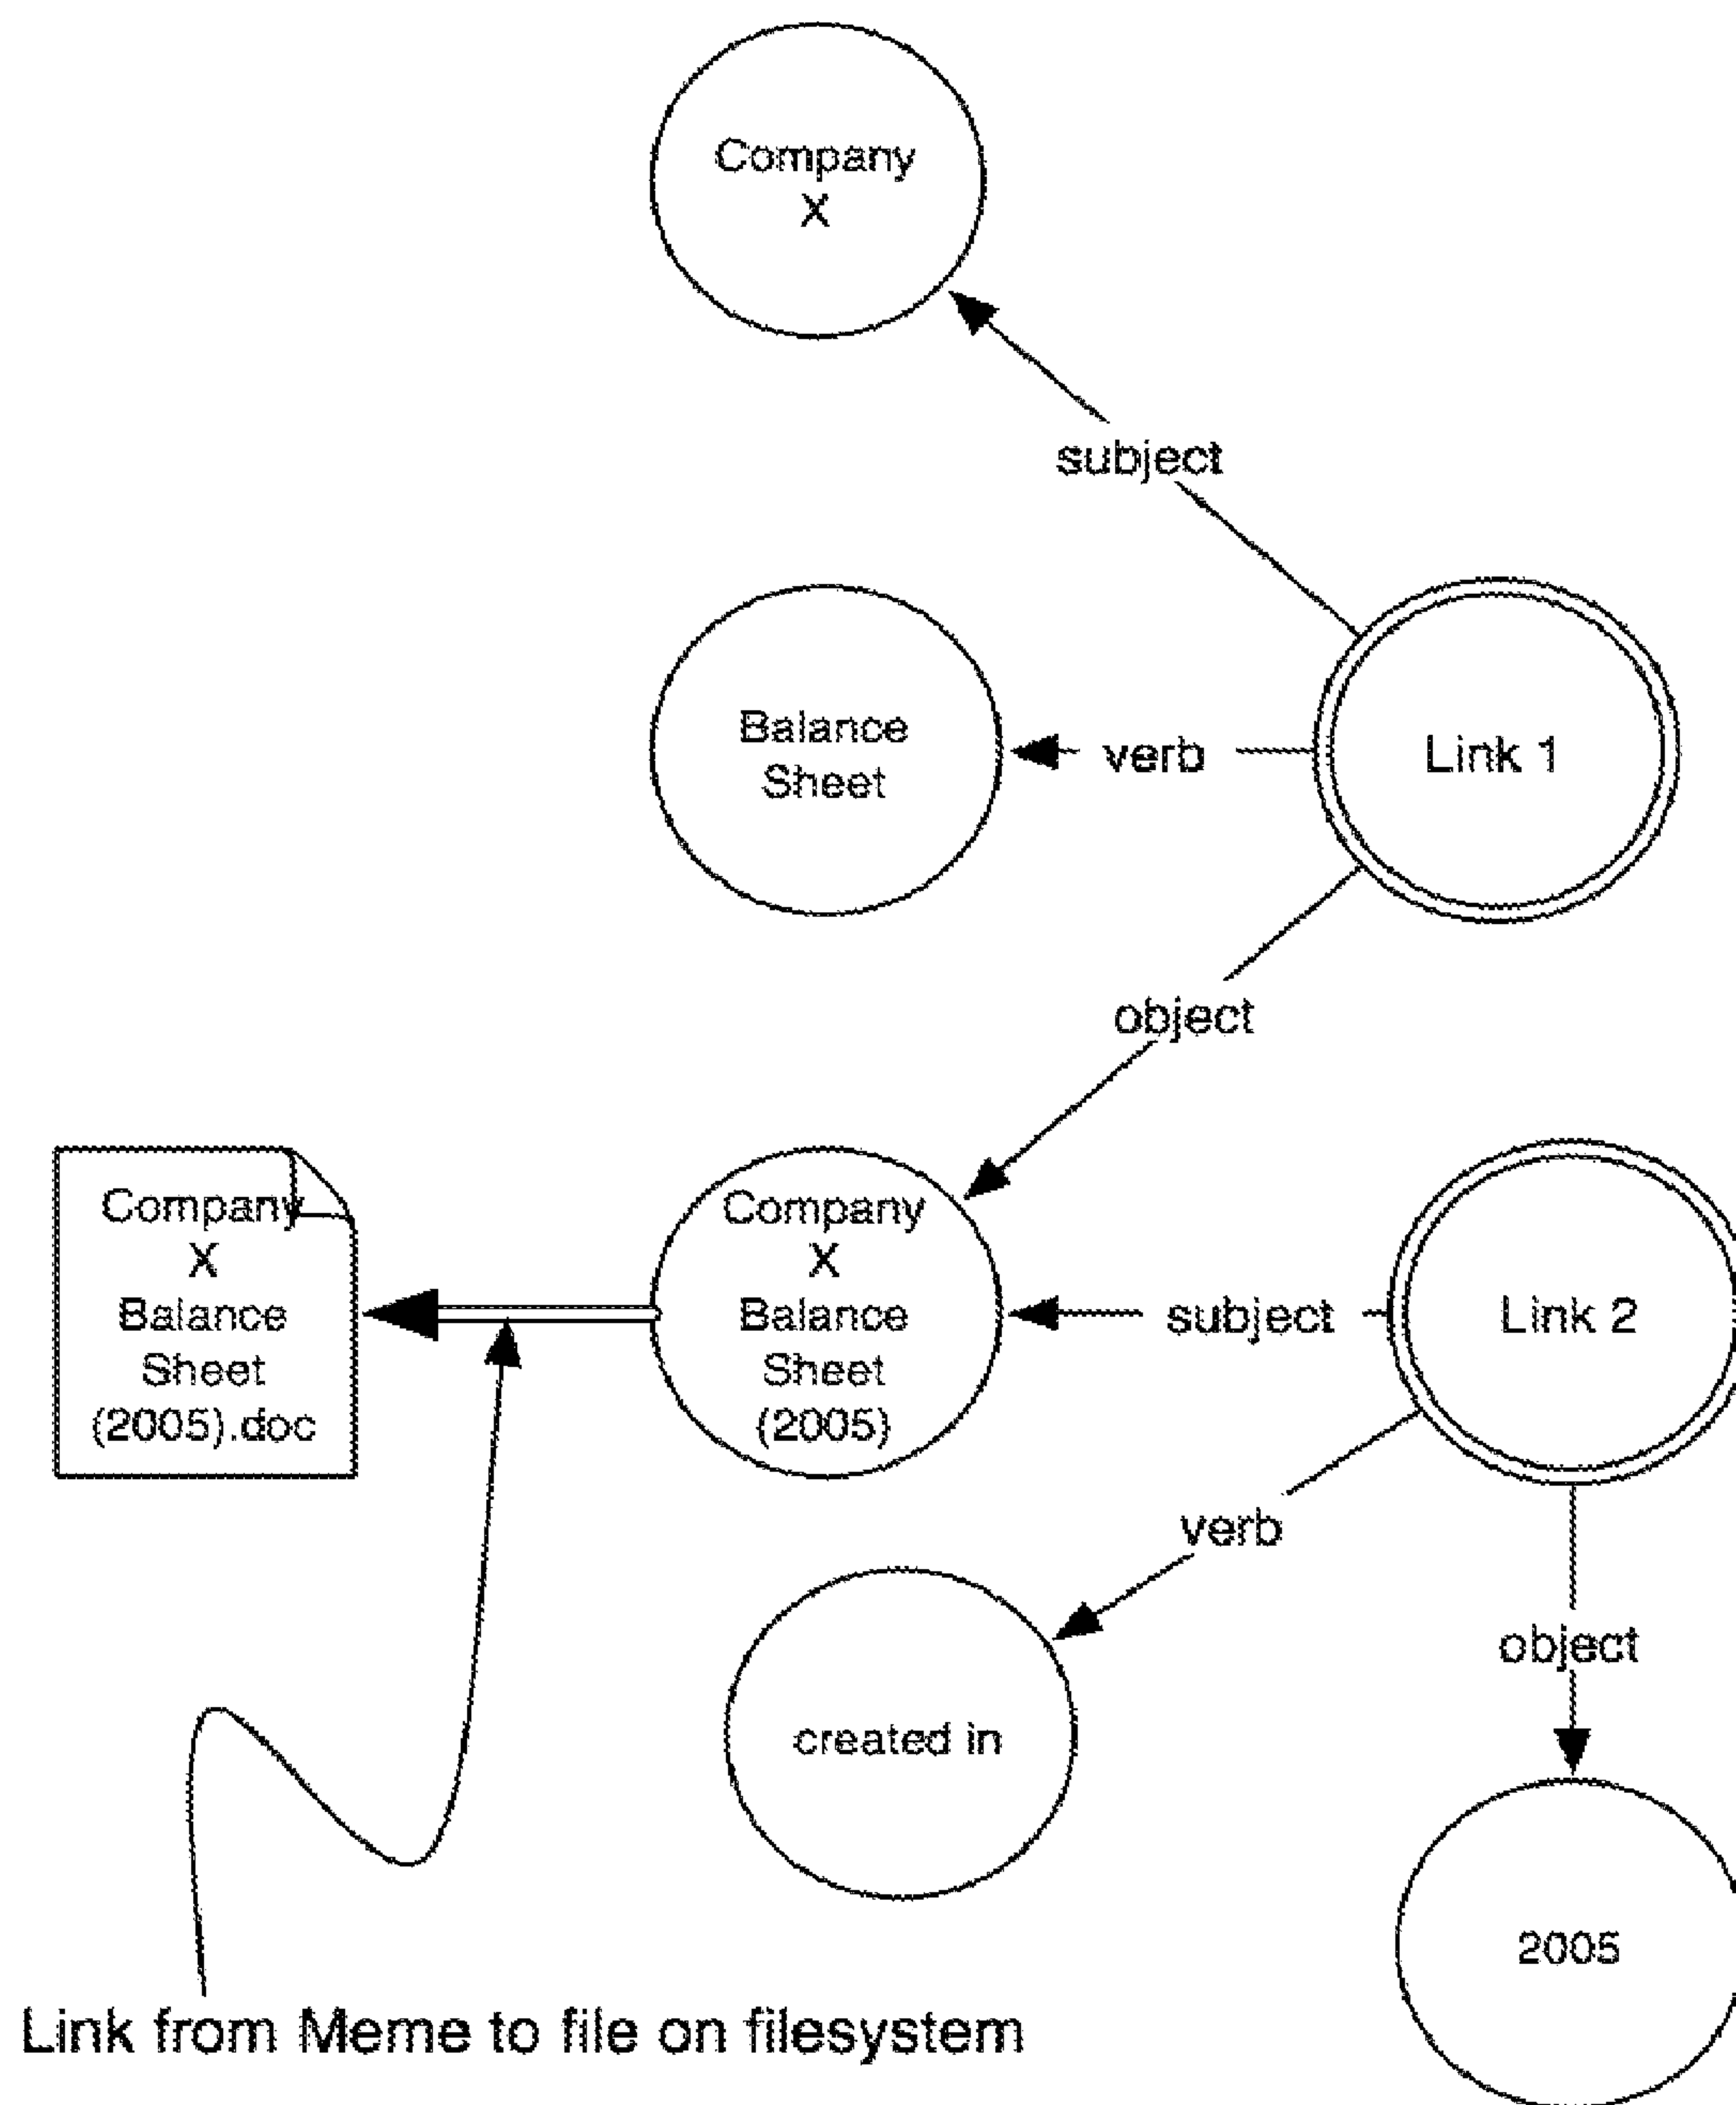 Company
X
subject
Balance
Sheet
verb
Link 1
object
Company
X
Balance
Sheet
(2005).doc
Company
X
Balance
Sheet
(2005)
subject
Link 2
verb
created in
object
2005
Link from Meme to file on filesystem